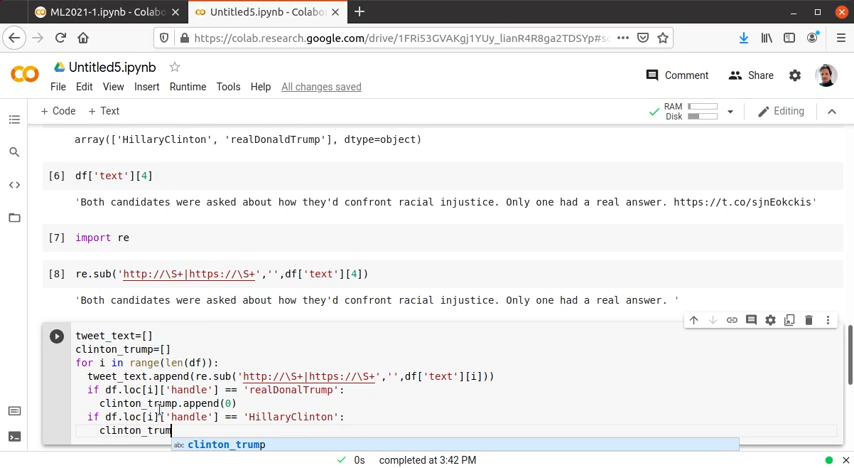 ML2021-1.ipynb - Colabo
Untitled5.ipynb - Colabora
https://colab.research.google.com/drive/1FRi53GVAKgj1YUy_lianR4R8ga2TDSYp#sc
Untitled5.ipynb
File Edit View Insert Runtime Tools Help All changes saved
Comment Share
+ Code + Text
RAM
Disk
Editing
array(['HillaryClinton', 'realDonaldTrump'], dtype=object)
[6] df['text'][4]
'Both candidates were asked about how they'd confront racial injustice. Only one had a real answer. https://t.co/sjnEokckis'
[7] import re
[8] re.sub('http://\S+|https://\S+','',df['text'][4])
'Both candidates were asked about how they'd confront racial injustice. Only one had a real answer. '
tweet_text=[]
clinton_trump=[]
for i in range(len(df)):
tweet_text.append(re.sub('http://\S+|https://\S+','',df['text'][i]))
if df.loc[i]['handle'] == 'realDonalTrump':
clinton_trump.append(0)
if df.loc[i]['handle'] == 'HillaryClinton':
clinton_trum
abc clinton_trump
0s completed at 3:42 PM